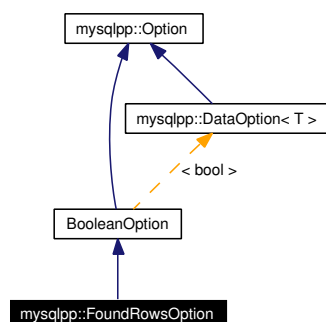 mysqlpp::Option
mysqlpp::DataOption< T >
< bool >
BooleanOption
mysqlpp::FoundRowsOption